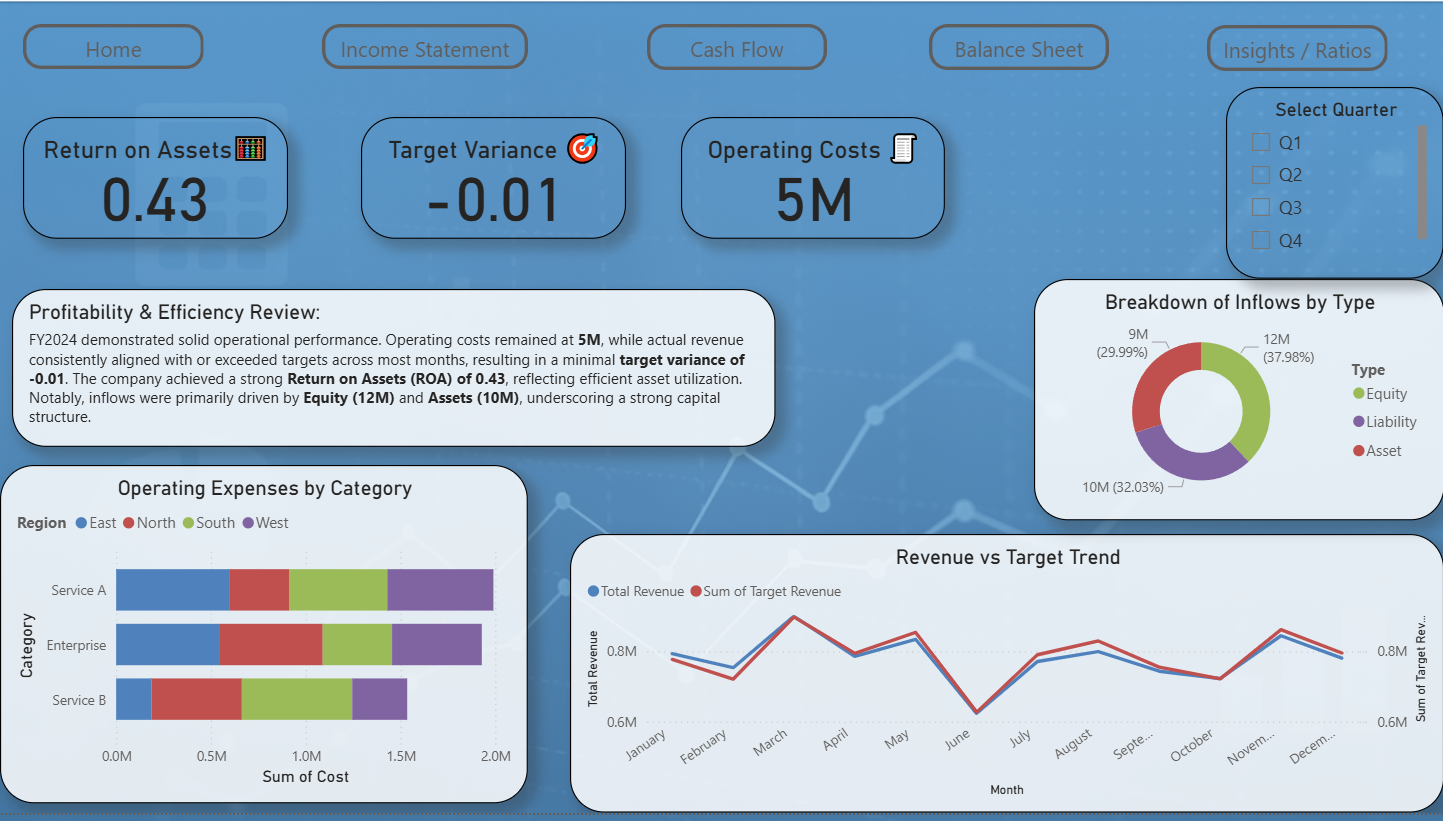 Home
Income Statement
Cash Flow
Balance Sheet
Insights / Ratios
Return on Assets
0.43
Target Variance
-0.01
Operating Costs
5M
Select Quarter
Q1
Q2
Q3
Q4
Profitability & Efficiency Review:
FY2024 demonstrated solid operational performance. Operating costs remained at 5M, while actual revenue
consistently aligned with or exceeded targets across most months, resulting in a minimal target variance of
-0.01. The company achieved a strong Return on Assets (ROA) of 0.43, reflecting efficient asset utilization.
Notably, inflows were primarily driven by Equity (12M) and Assets (10M), underscoring a strong capital
structure.
Breakdown of Inflows by Type
9M
(29.99%)
12M
(37.98%)
10M (32.03%)
Type
Equity
Liability
Asset
Operating Expenses by Category
Region East North South West
Category
Service A
Enterprise
Service B
0.0M 0.5M 1.0M 1.5M 2.0M
Sum of Cost
Revenue vs Target Trend
Total Revenue Sum of Target Revenue
Total Revenue
0.8M
0.6M
Sum of Target Rev...
0.8M
0.6M
January February March April May June July August Septe... October Novem... Decem...
Month